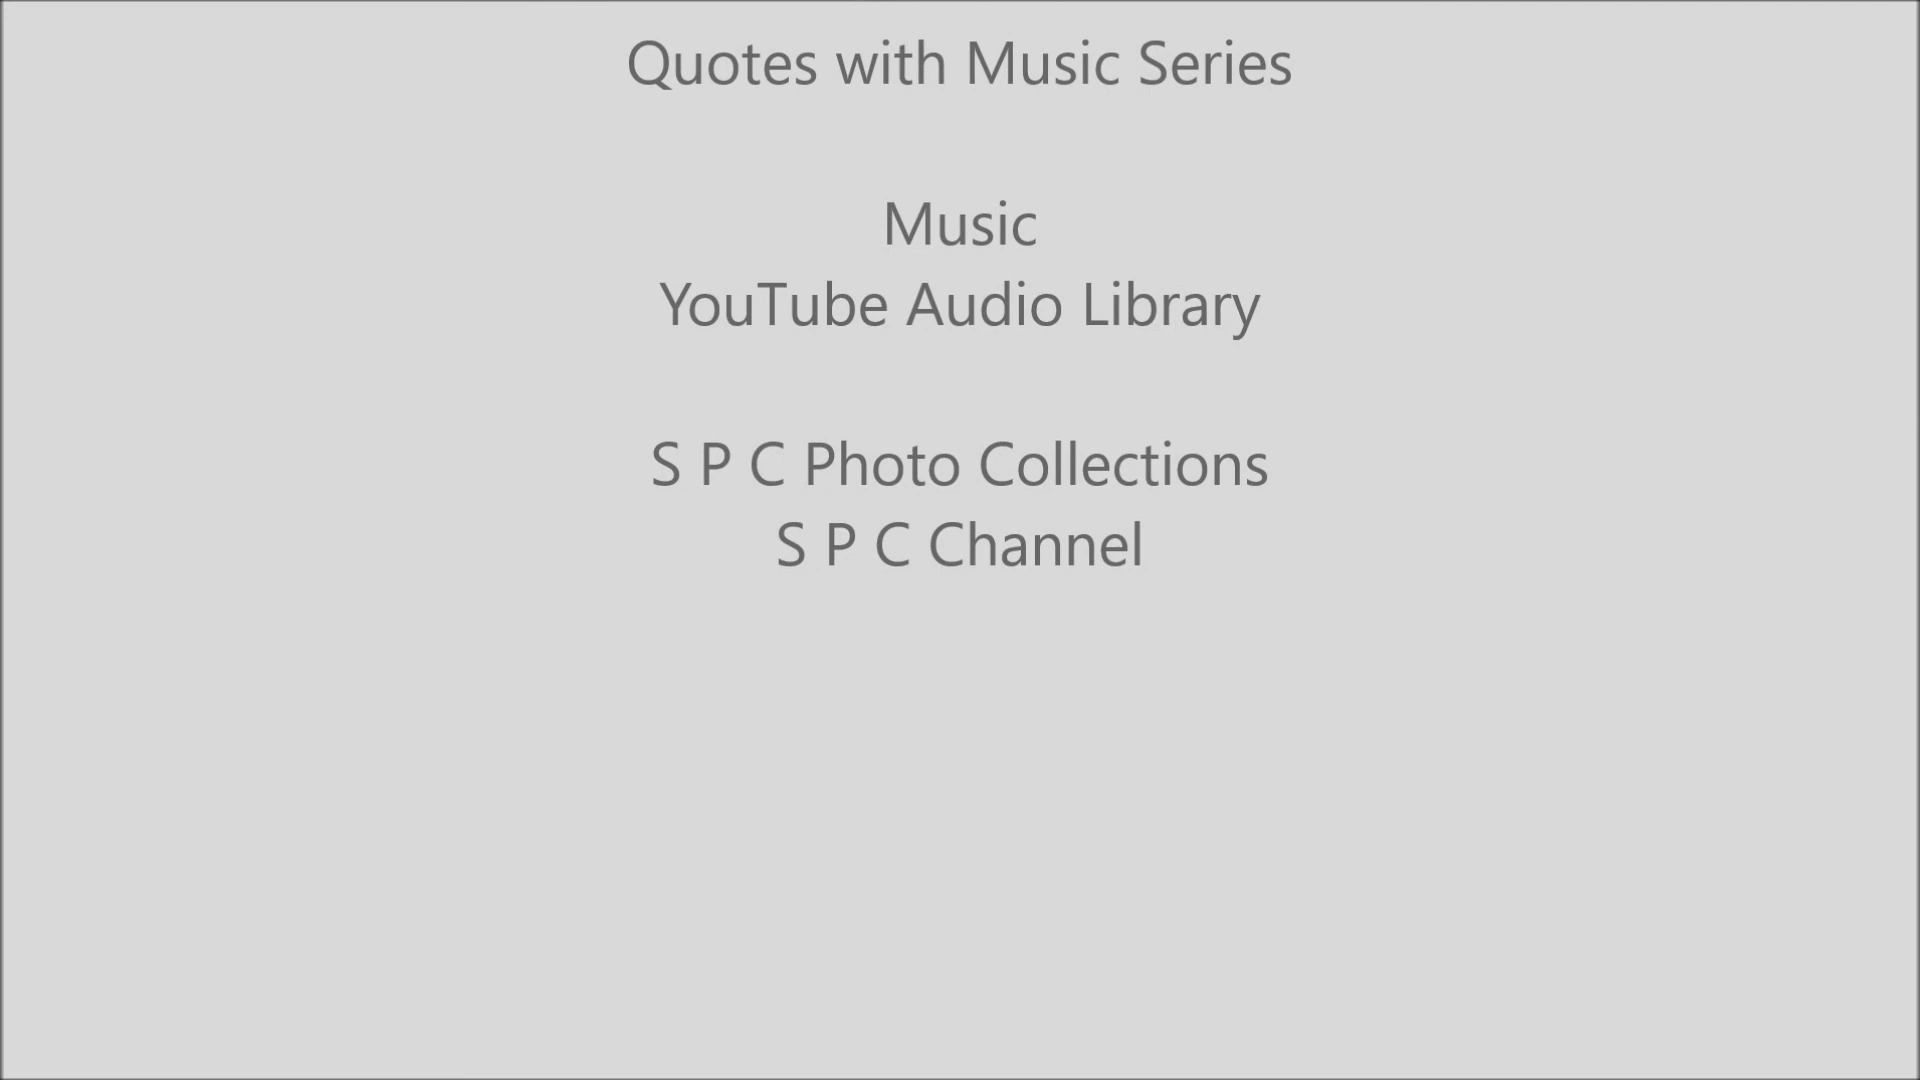 Quotes with Music Series
Music
YouTube Audio Library
S P C Photo Collections
S P C Channel